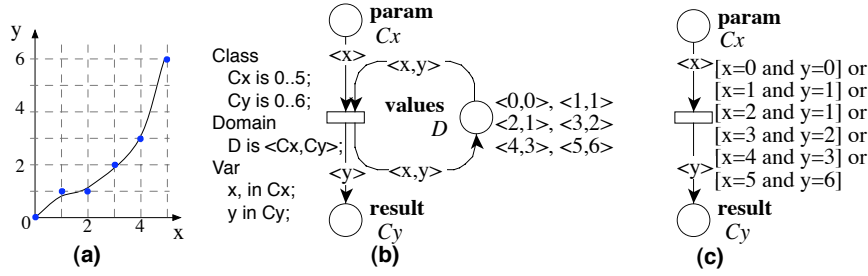 y
6
4
2
0
2
4
x
(a)
Class
Cx is 0..5;
Cy is 0..6;
Domain
D is <Cx,Cy>;
Var
x, in Cx;
y in Cy;
param
Cx
<x>
<x,y>
values
D
<0,0>, <1,1>
<2,1>, <3,2>
<4,3>, <5,6>
<x,y>
<y>
result
Cy
(b)
param
Cx
<x>
[x=0 and y=0] or
[x=1 and y=1] or
[x=2 and y=1] or
[x=3 and y=2] or
[x=4 and y=3] or
[x=5 and y=6]
<y>
result
Cy
(c)